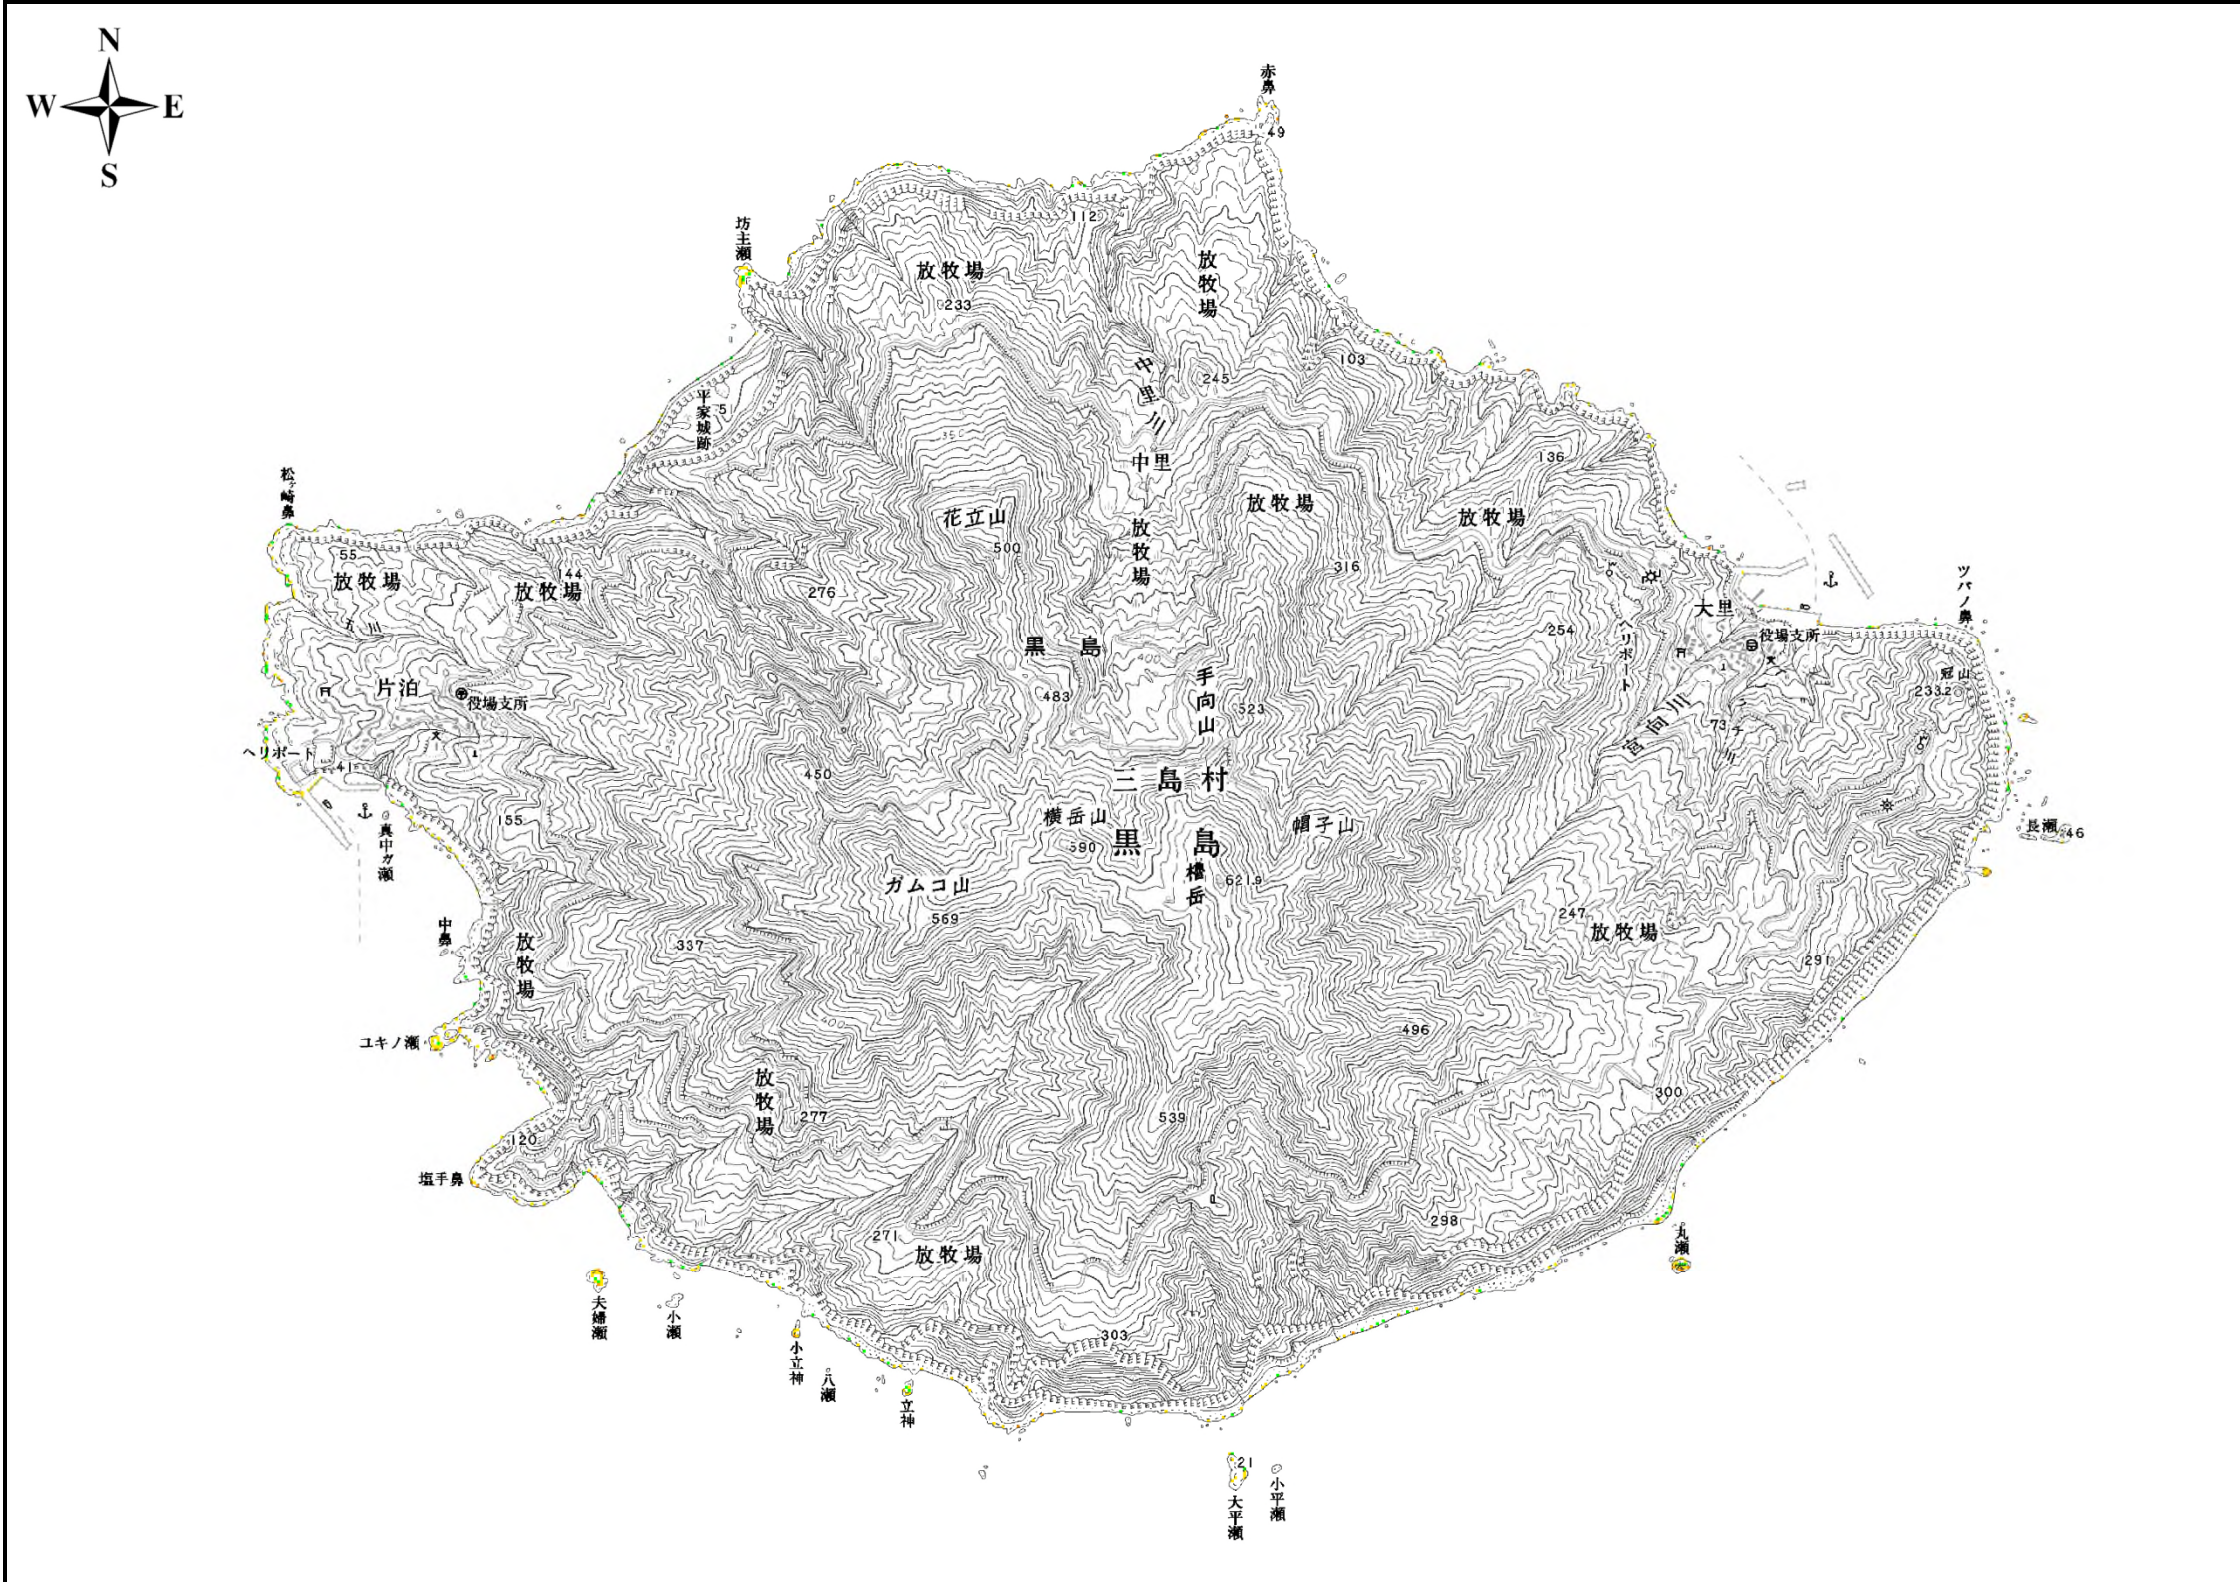 N
W
E
S
赤鼻
49
112
坊主瀬
放牧場
233
放牧場
103
中里川
245
平家城跡
5
350
中里
136
松ヶ崎鼻
花立山
500
放牧場
放牧場
放牧場
55
放牧場
144
放牧場
276
316
ツバノ鼻
大里
役場支所
ヘリポート
254
黒島
400
手向山
冠山
233.2
片泊
役場支所
483
523
宮向川
73
ヘリポート
41
450
三島村
155
真中ガ瀬
横岳山
590
黒島
帽子山
長瀬
46
櫓岳
621.9
ガムコ山
569
247
放牧場
中鼻
放牧場
337
291
ユキノ瀬
400
496
放牧場
277
539
300
120
塩手鼻
271
放牧場
298
丸瀬
夫婦瀬
小瀬
小立神
八瀬
立神
303
21
大平瀬
小平瀬